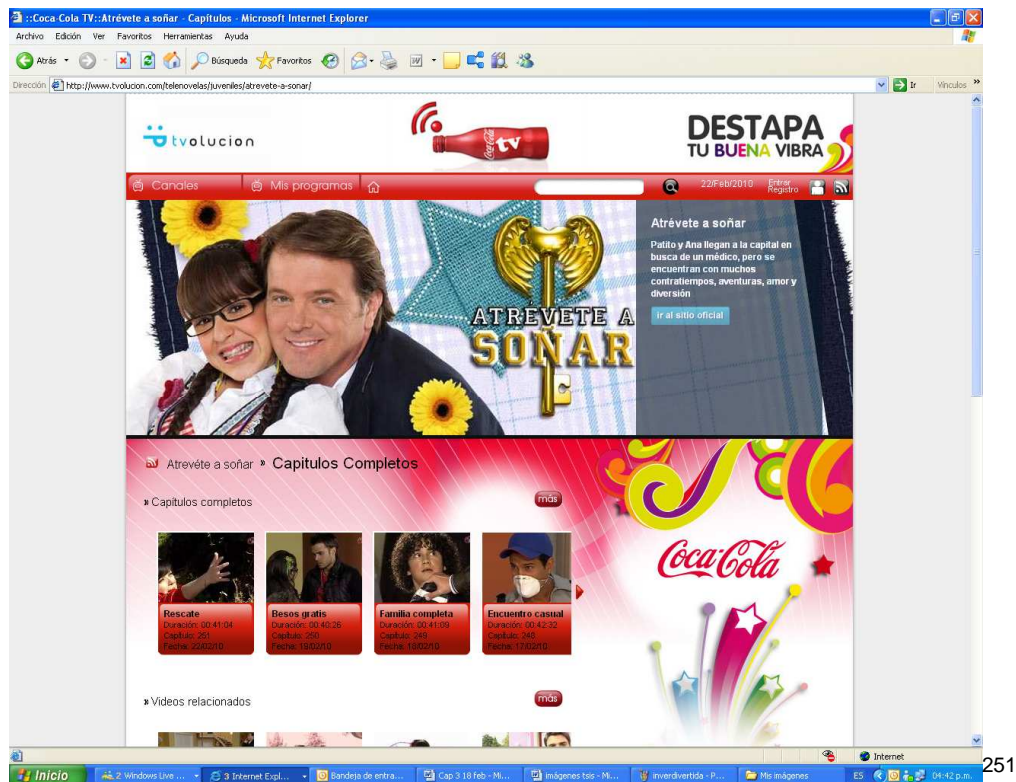 ::Coca-Cola TV::Atrévete a soñar - Capítulos - Microsoft Internet Explorer
Archivo Edición Ver Favoritos Herramientas Ayuda
Atrás Búsqueda Favoritos
Dirección http://www.tvolucion.com/telenovelas/juveniles/atrevete-a-sonar/ Ir Vínculos »
tvolucion
Coca-Cola tv
DESTAPA
TU BUENA VIBRA
Canales Mis programas 22/Feb/2010 Entrar
Registro
Atrévete a soñar
Patito y Ana llegan a la capital en
busca de un médico, pero se
encuentran con muchos
contratiempos, aventuras, amor y
diversión
ir al sitio oficial
ATRÉVETE A
SOÑAR
Atrevéte a soñar » Capitulos Completos
» Capítulos completos más
Coca-Cola
Rescate
Duración: 00:41:04
Capítulo: 251
Fecha: 22/02/10
Besos gratis
Duración: 00:40:26
Capítulo: 250
Fecha: 19/02/10
Familia completa
Duración: 00:41:09
Capítulo: 249
Fecha: 18/02/10
Encuentro casual
Duración: 00:42:32
Capítulo: 248
Fecha: 17/02/10
» Videos relacionados más
Internet
Inicio 2 Windows Live ... 3 Internet Expl... Bandeja de entra... Cap 3 18 feb - Mi... imágenes tsis - Mi... inverdivertida - P... Mis imágenes ES 04:42 p.m.
251